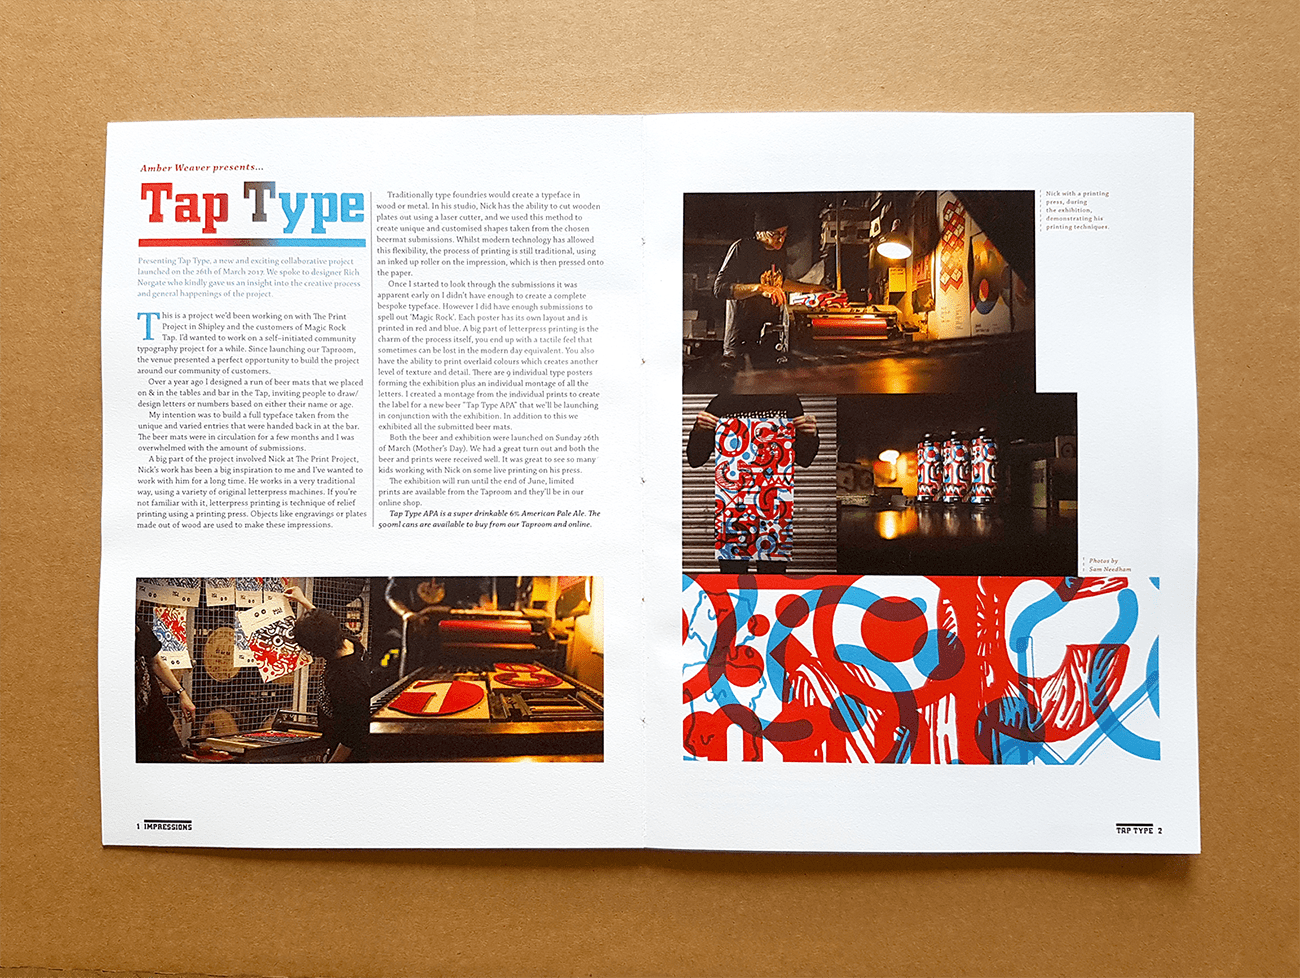 Amber Weaver presents...
Tap Type
Presenting Tap Type, a new and exciting collaborative project
launched on the 26th of March 2017. We spoke to designer Rich
Norgate who kindly gave us an insight into the creative process
and general happenings of the project.
This is a project we'd been working on with The Print
Project in Shipley and the customers of Magic Rock
Tap. I'd wanted to work on a self-initiated community
typography project for a while. Since launching our Taproom,
the venue presented a perfect opportunity to build the project
around our community of customers.
Over a year ago I designed a run of beer mats that we placed
on & in the tables and bar in the Tap, inviting people to draw/
design letters or numbers based on either their name or age.
My intention was to build a full typeface taken from the
unique and varied entries that were handed back in at the bar.
The beer mats were in circulation for a few months and I was
overwhelmed with the amount of submissions.
A big part of the project involved Nick at The Print Project,
Nick's work has been a big inspiration to me and I've wanted to
work with him for a long time. He works in a very traditional
way, using a variety of original letterpress machines. If you're
not familiar with it, letterpress printing is technique of relief
printing using a printing press. Objects like engravings or plates
made out of wood are used to make these impressions.
Traditionally type foundries would create a typeface in
wood or metal. In his studio, Nick has the ability to cut wooden
plates out using a laser cutter, and we used this method to
create unique and customised shapes taken from the chosen
beermat submissions. Whilst modern technology has allowed
this flexibility, the process of printing is still traditional, using
an inked up roller on the impression, which is then pressed onto
the paper.
Once I started to look through the submissions it was
apparent early on I didn't have enough to create a complete
bespoke typeface. However I did have enough submissions to
spell out 'Magic Rock'. Each poster has its own layout and is
printed in red and blue. A big part of letterpress printing is the
charm of the process itself, you end up with a tactile feel that
sometimes can be lost in the modern day equivalent. You also
have the ability to print overlaid colours which creates another
level of texture and detail. There are 9 individual type posters
forming the exhibition plus an individual montage of all the
letters. I created a montage from the individual prints to create
the label for a new beer "Tap Type APA" that we'll be launching
in conjunction with the exhibition. In addition to this we
exhibited all the submitted beer mats.
Both the beer and exhibition were launched on Sunday 26th
of March (Mother's Day). We had a great turn out and both the
beer and prints were received well. It was great to see so many
kids working with Nick on some live printing on his press.
The exhibition will run until the end of June, limited
prints are available from the Taproom and they'll be in our
online shop.
Tap Type APA is a super drinkable 6% American Pale Ale. The
500ml cans are available to buy from our Taproom and online.
Nick with a printing
press, during
the exhibition,
demonstrating his
printing techniques.
Photos by
Sam Needham
1 IMPRESSIONS
TAP TYPE 2